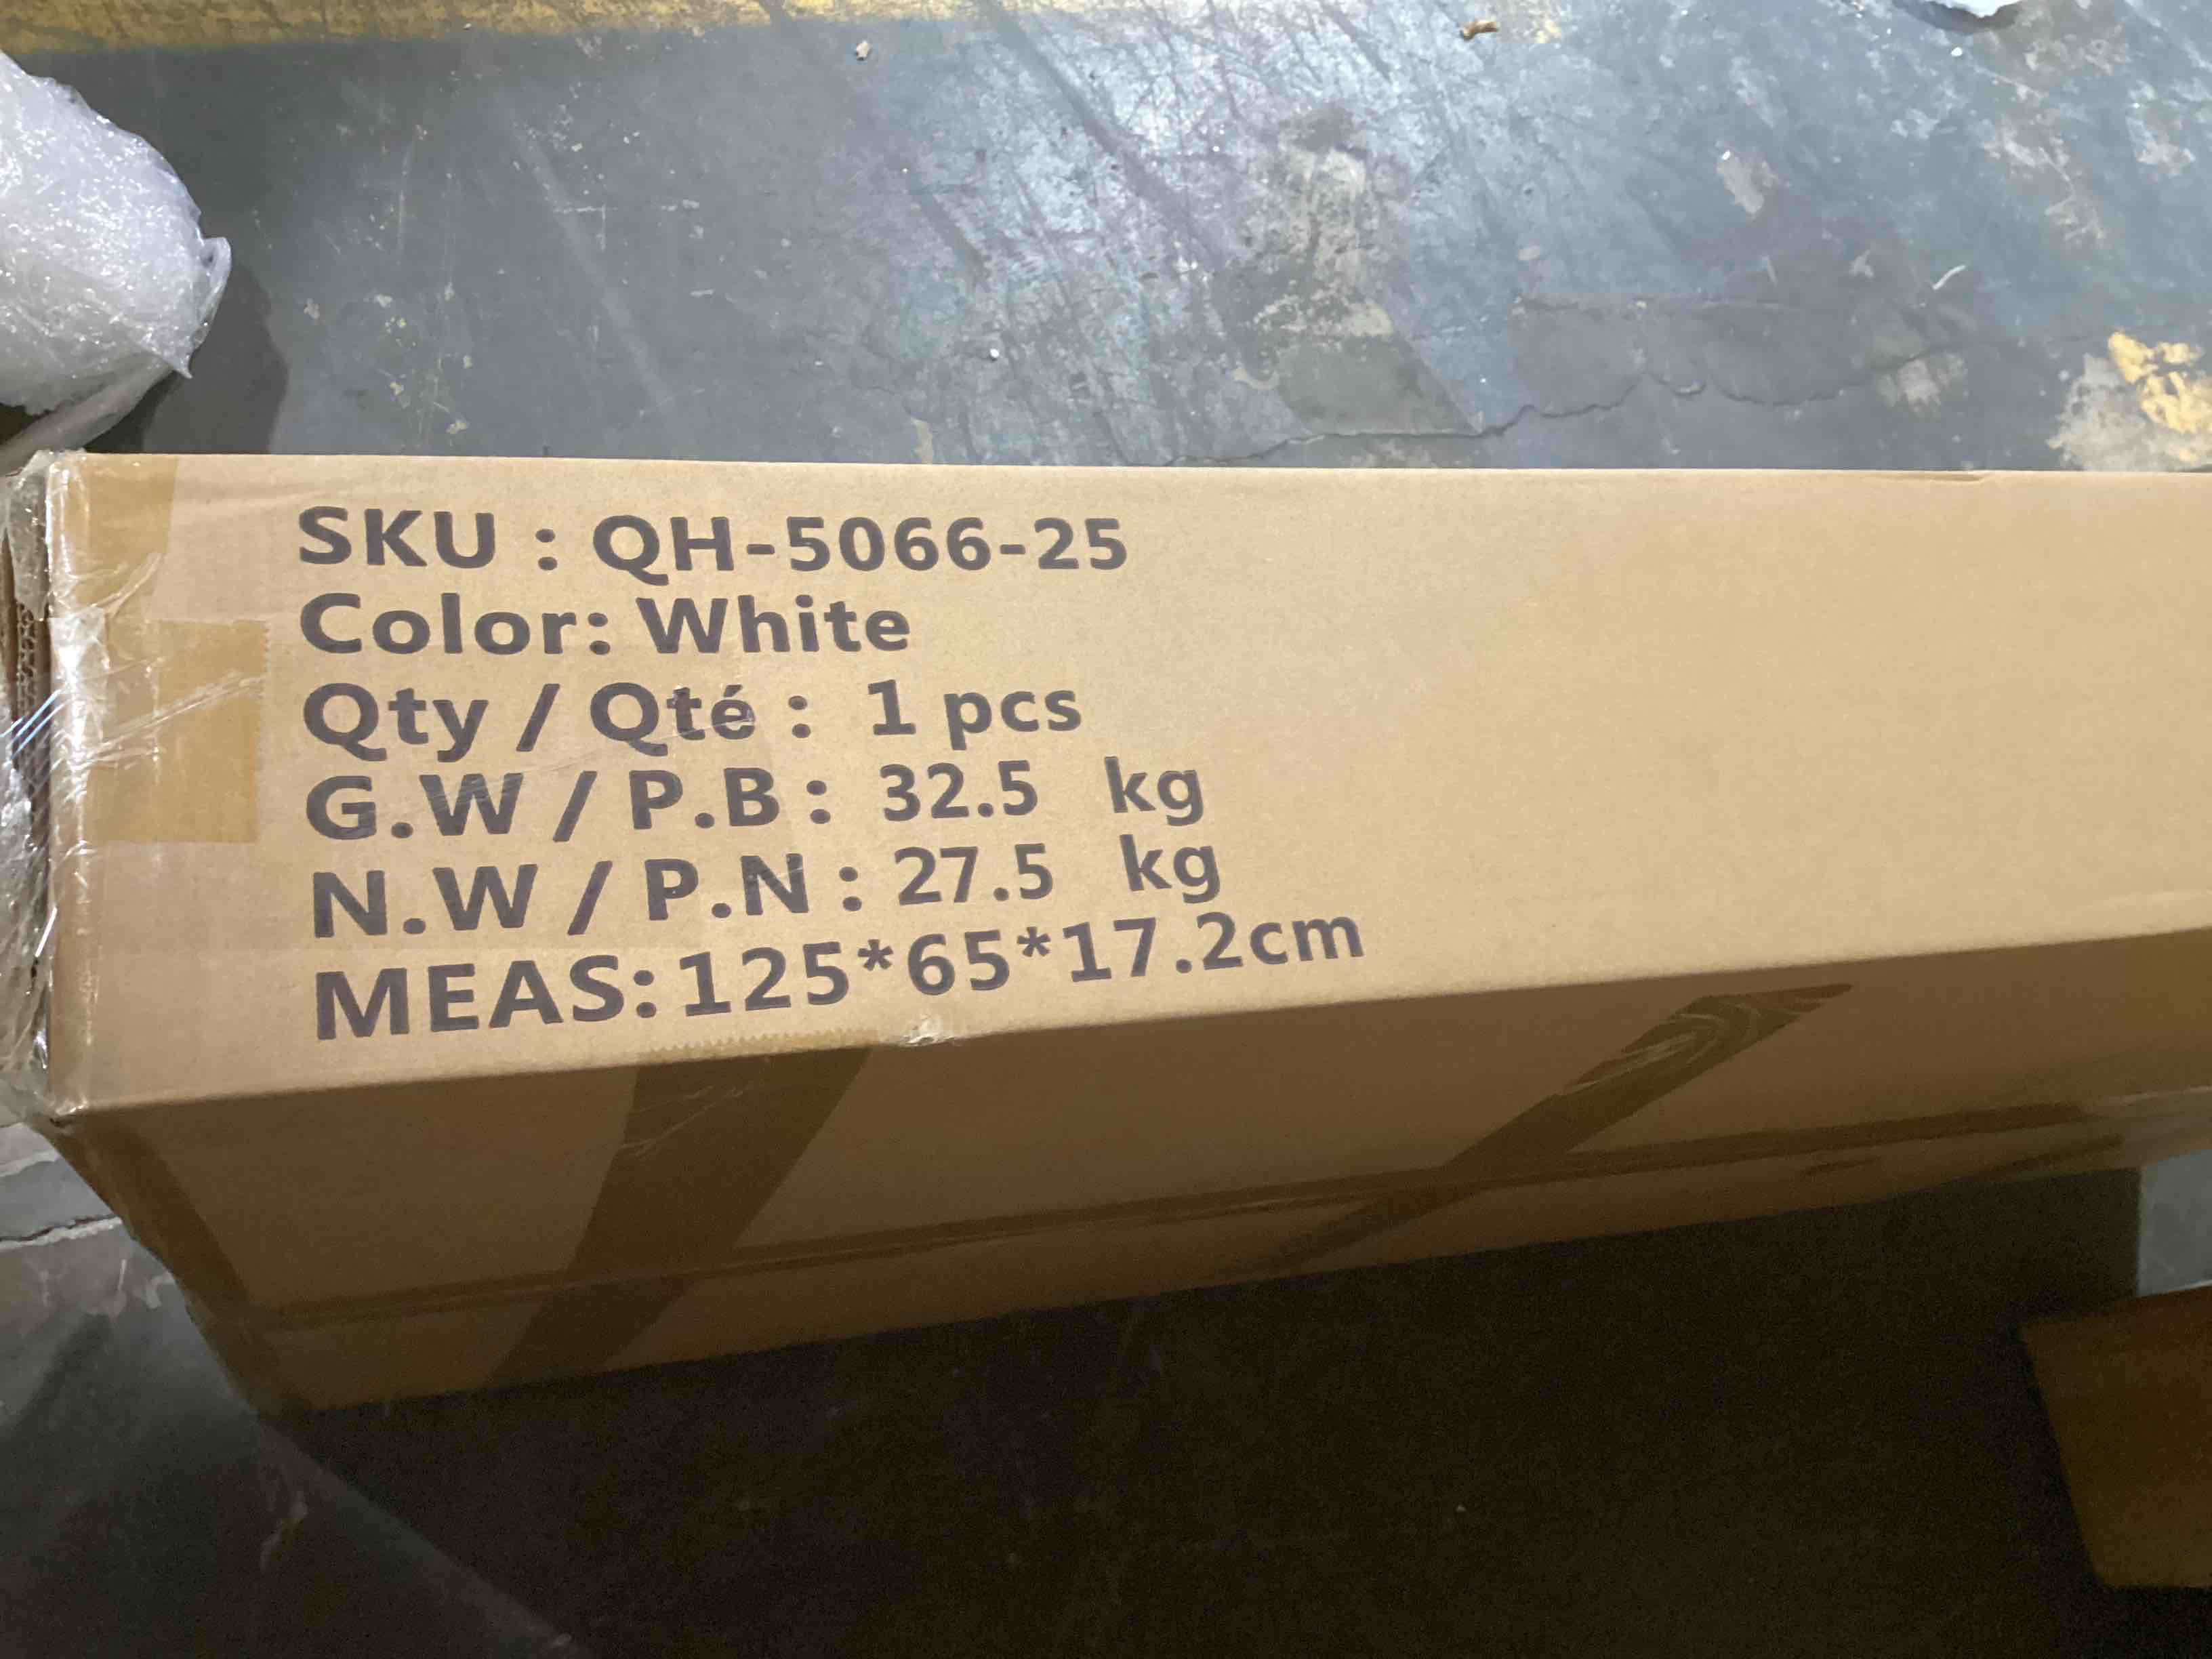 SKU : QH-5066-25
Color: White
Qty / Qté : 1 pcs
G.W / P.B : 32.5 kg
N.W / P.N : 27.5 kg
MEAS: 125*65*17.2cm